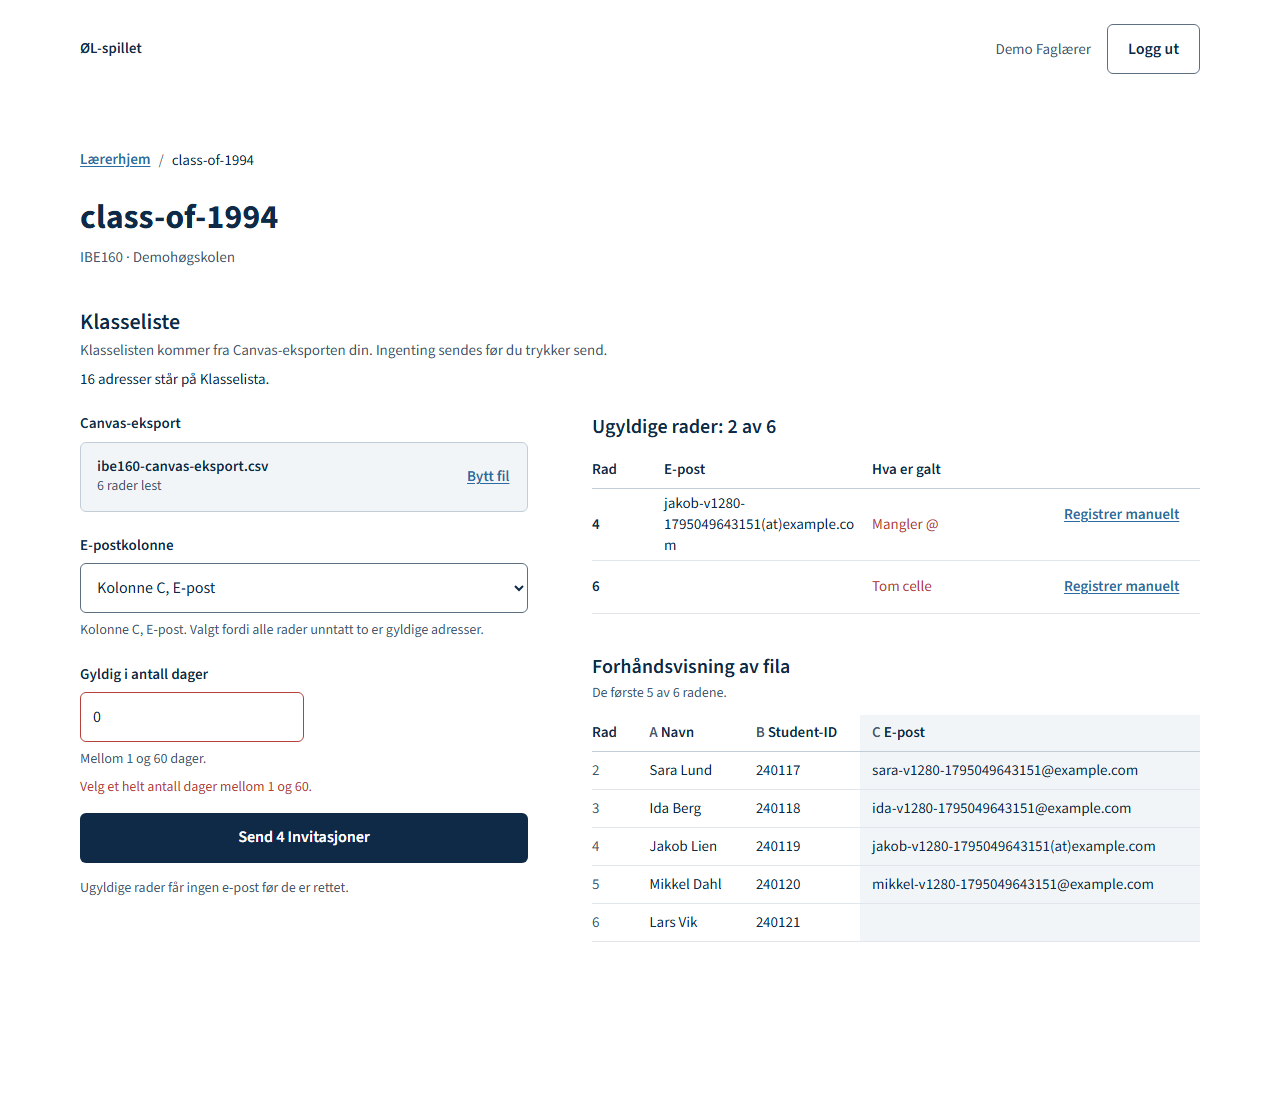 ØL-spillet
Demo Faglærer
Logg ut
Lærerhjem / class-of-1994
class-of-1994
IBE160 · Demohøgskolen
Klasseliste
Klasselisten kommer fra Canvas-eksporten din. Ingenting sendes før du trykker send.
16 adresser står på Klasselista.
Canvas-eksport
ibe160-canvas-eksport.csv
6 rader lest
Bytt fil
E-postkolonne
Kolonne C, E-post
Kolonne C, E-post. Valgt fordi alle rader unntatt to er gyldige adresser.
Gyldig i antall dager
0
Mellom 1 og 60 dager.
Velg et helt antall dager mellom 1 og 60.
Send 4 Invitasjoner
Ugyldige rader får ingen e-post før de er rettet.
Ugyldige rader: 2 av 6
Rad E-post Hva er galt
4 jakob-v1280-
1795049643151(at)example.co
m
Mangler @ Registrer manuelt
6 Tom celle Registrer manuelt
Forhåndsvisning av fila
De første 5 av 6 radene.
Rad A Navn B Student-ID C E-post
2 Sara Lund 240117 sara-v1280-1795049643151@example.com
3 Ida Berg 240118 ida-v1280-1795049643151@example.com
4 Jakob Lien 240119 jakob-v1280-1795049643151(at)example.com
5 Mikkel Dahl 240120 mikkel-v1280-1795049643151@example.com
6 Lars Vik 240121